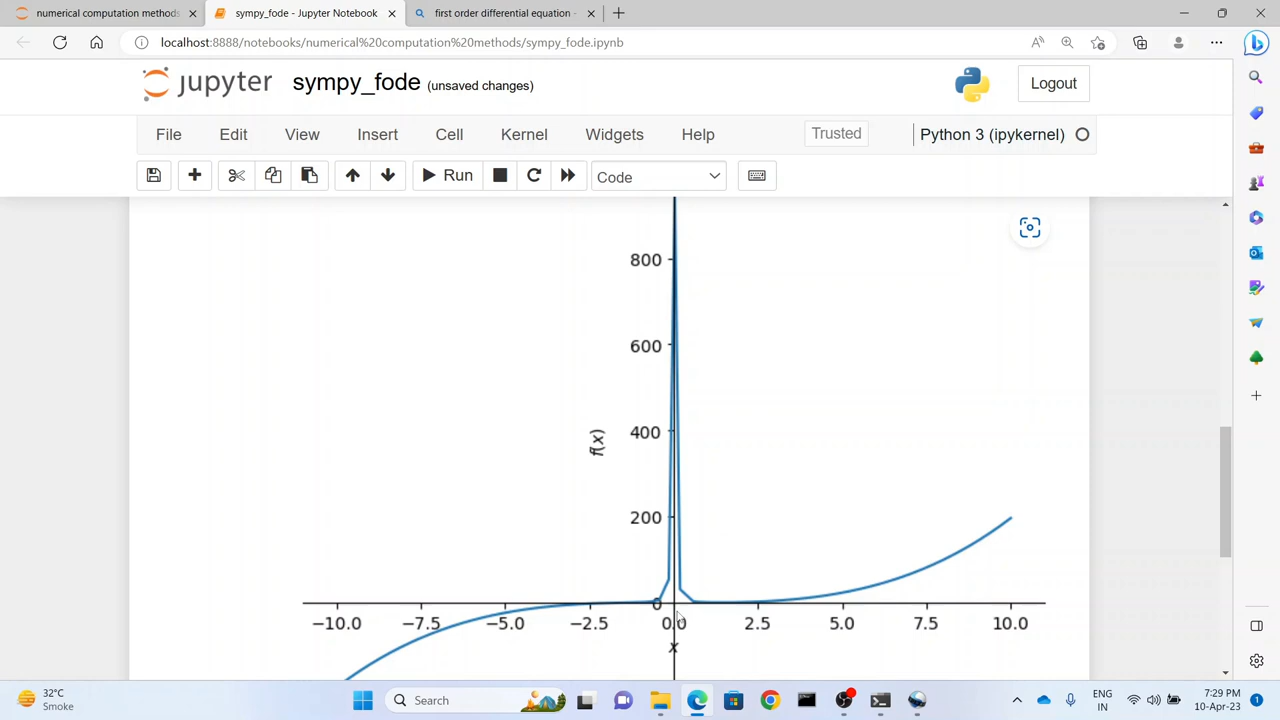 numerical computation methods
sympy_fode - Jupyter Notebook
first order differential equation -
localhost:8888/notebooks/numerical%20computation%20methods/sympy_fode.ipynb
jupyter sympy_fode (unsaved changes)
Logout
File Edit View Insert Cell Kernel Widgets Help
Trusted
Python 3 (ipykernel)
Run
Code
800
600
f(x)
400
200
0
−10.0 −7.5 −5.0 −2.5 0.0 2.5 5.0 7.5 10.0
x
32°C
Smoke
Search
ENG
IN
7:29 PM
10-Apr-23
1